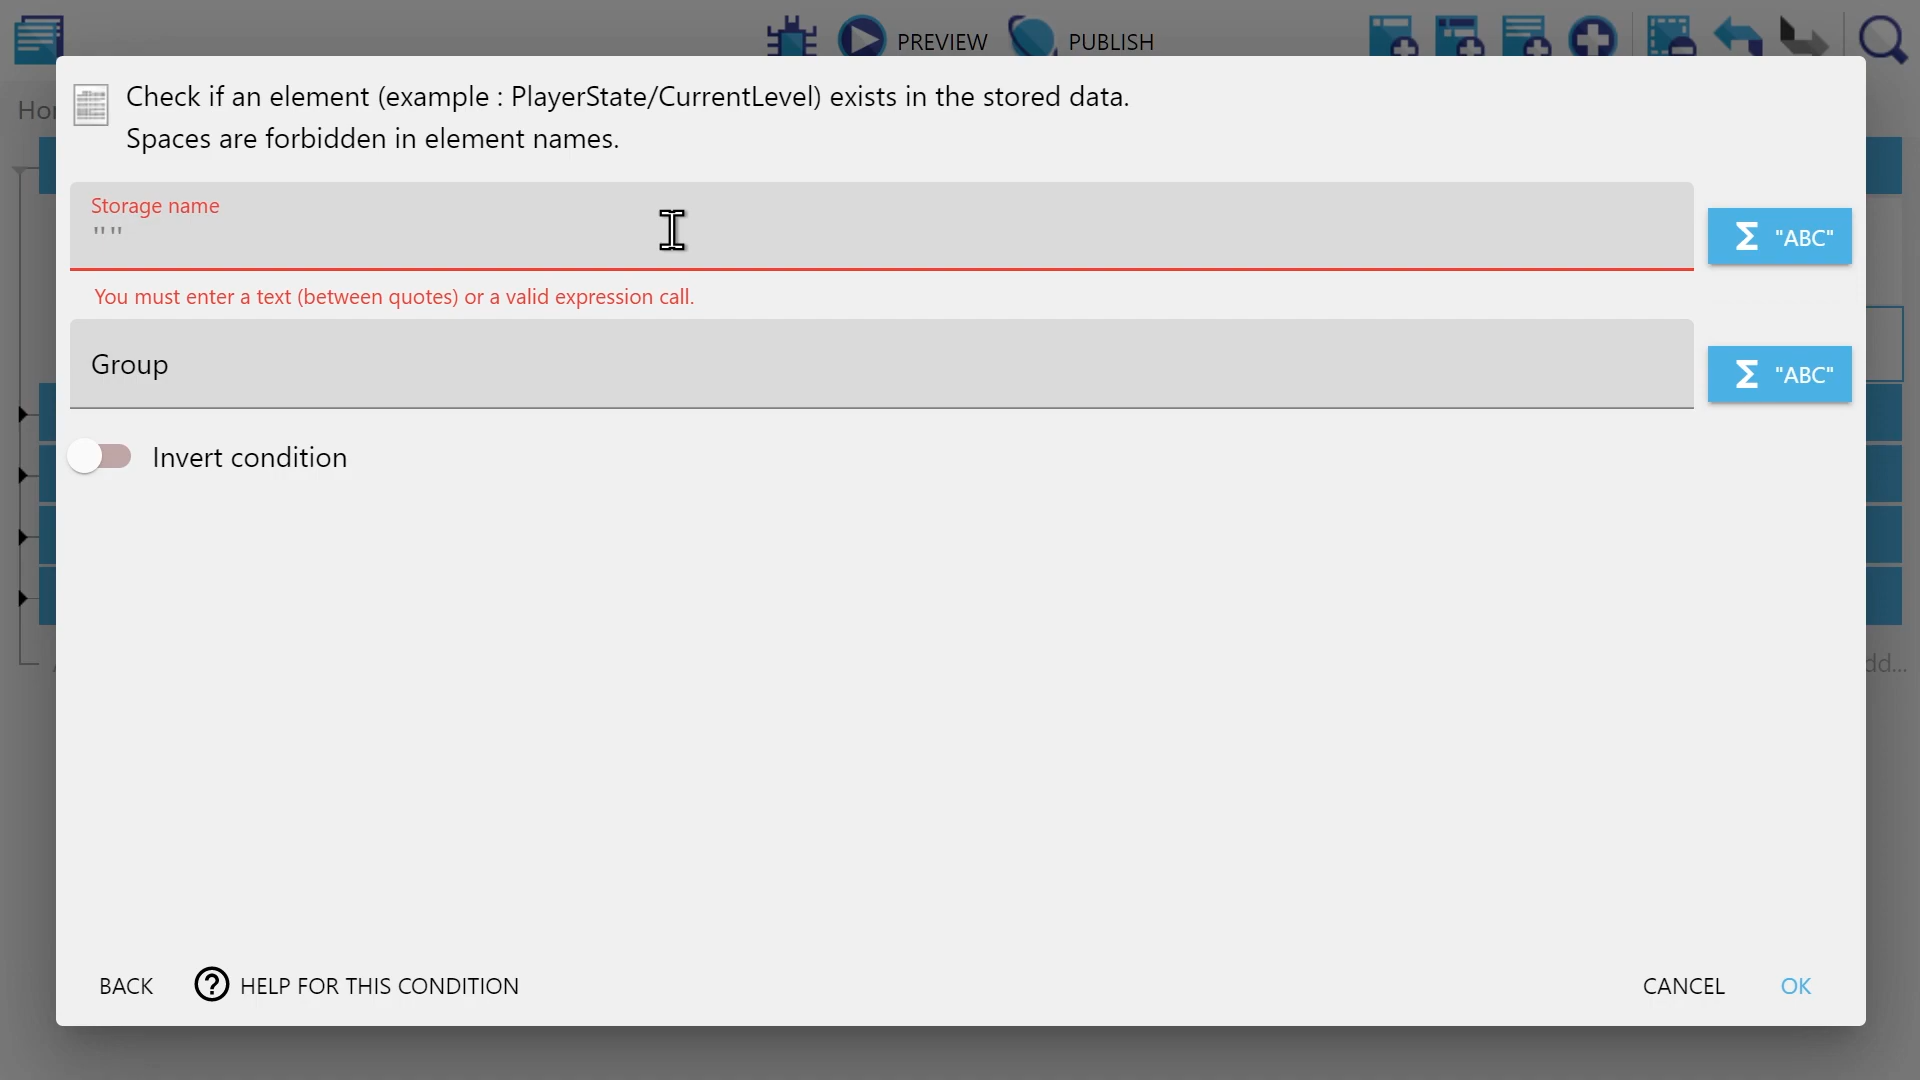 PREVIEW
PUBLISH
Hor
Check if an element (example : PlayerState/CurrentLevel) exists in the stored data.
Spaces are forbidden in element names.
Storage name
""
Σ "ABC"
You must enter a text (between quotes) or a valid expression call.
Group
Σ "ABC"
Invert condition
dd...
BACK
? HELP FOR THIS CONDITION
CANCEL
OK